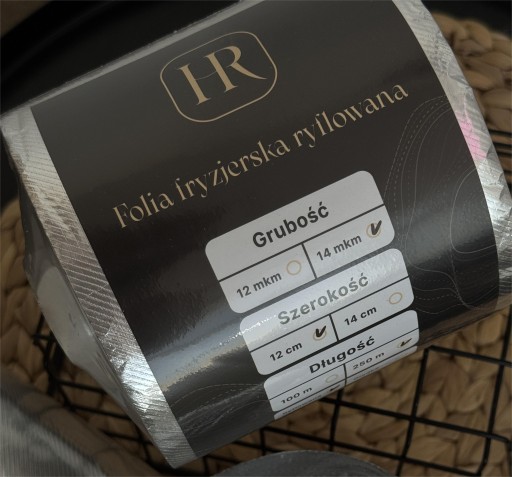 HR
Folia fryzjerska ryflowana
Grubość
12 mkm 14 mkm
Szerokość
12 cm 14 cm
Długość
100 m 250 m